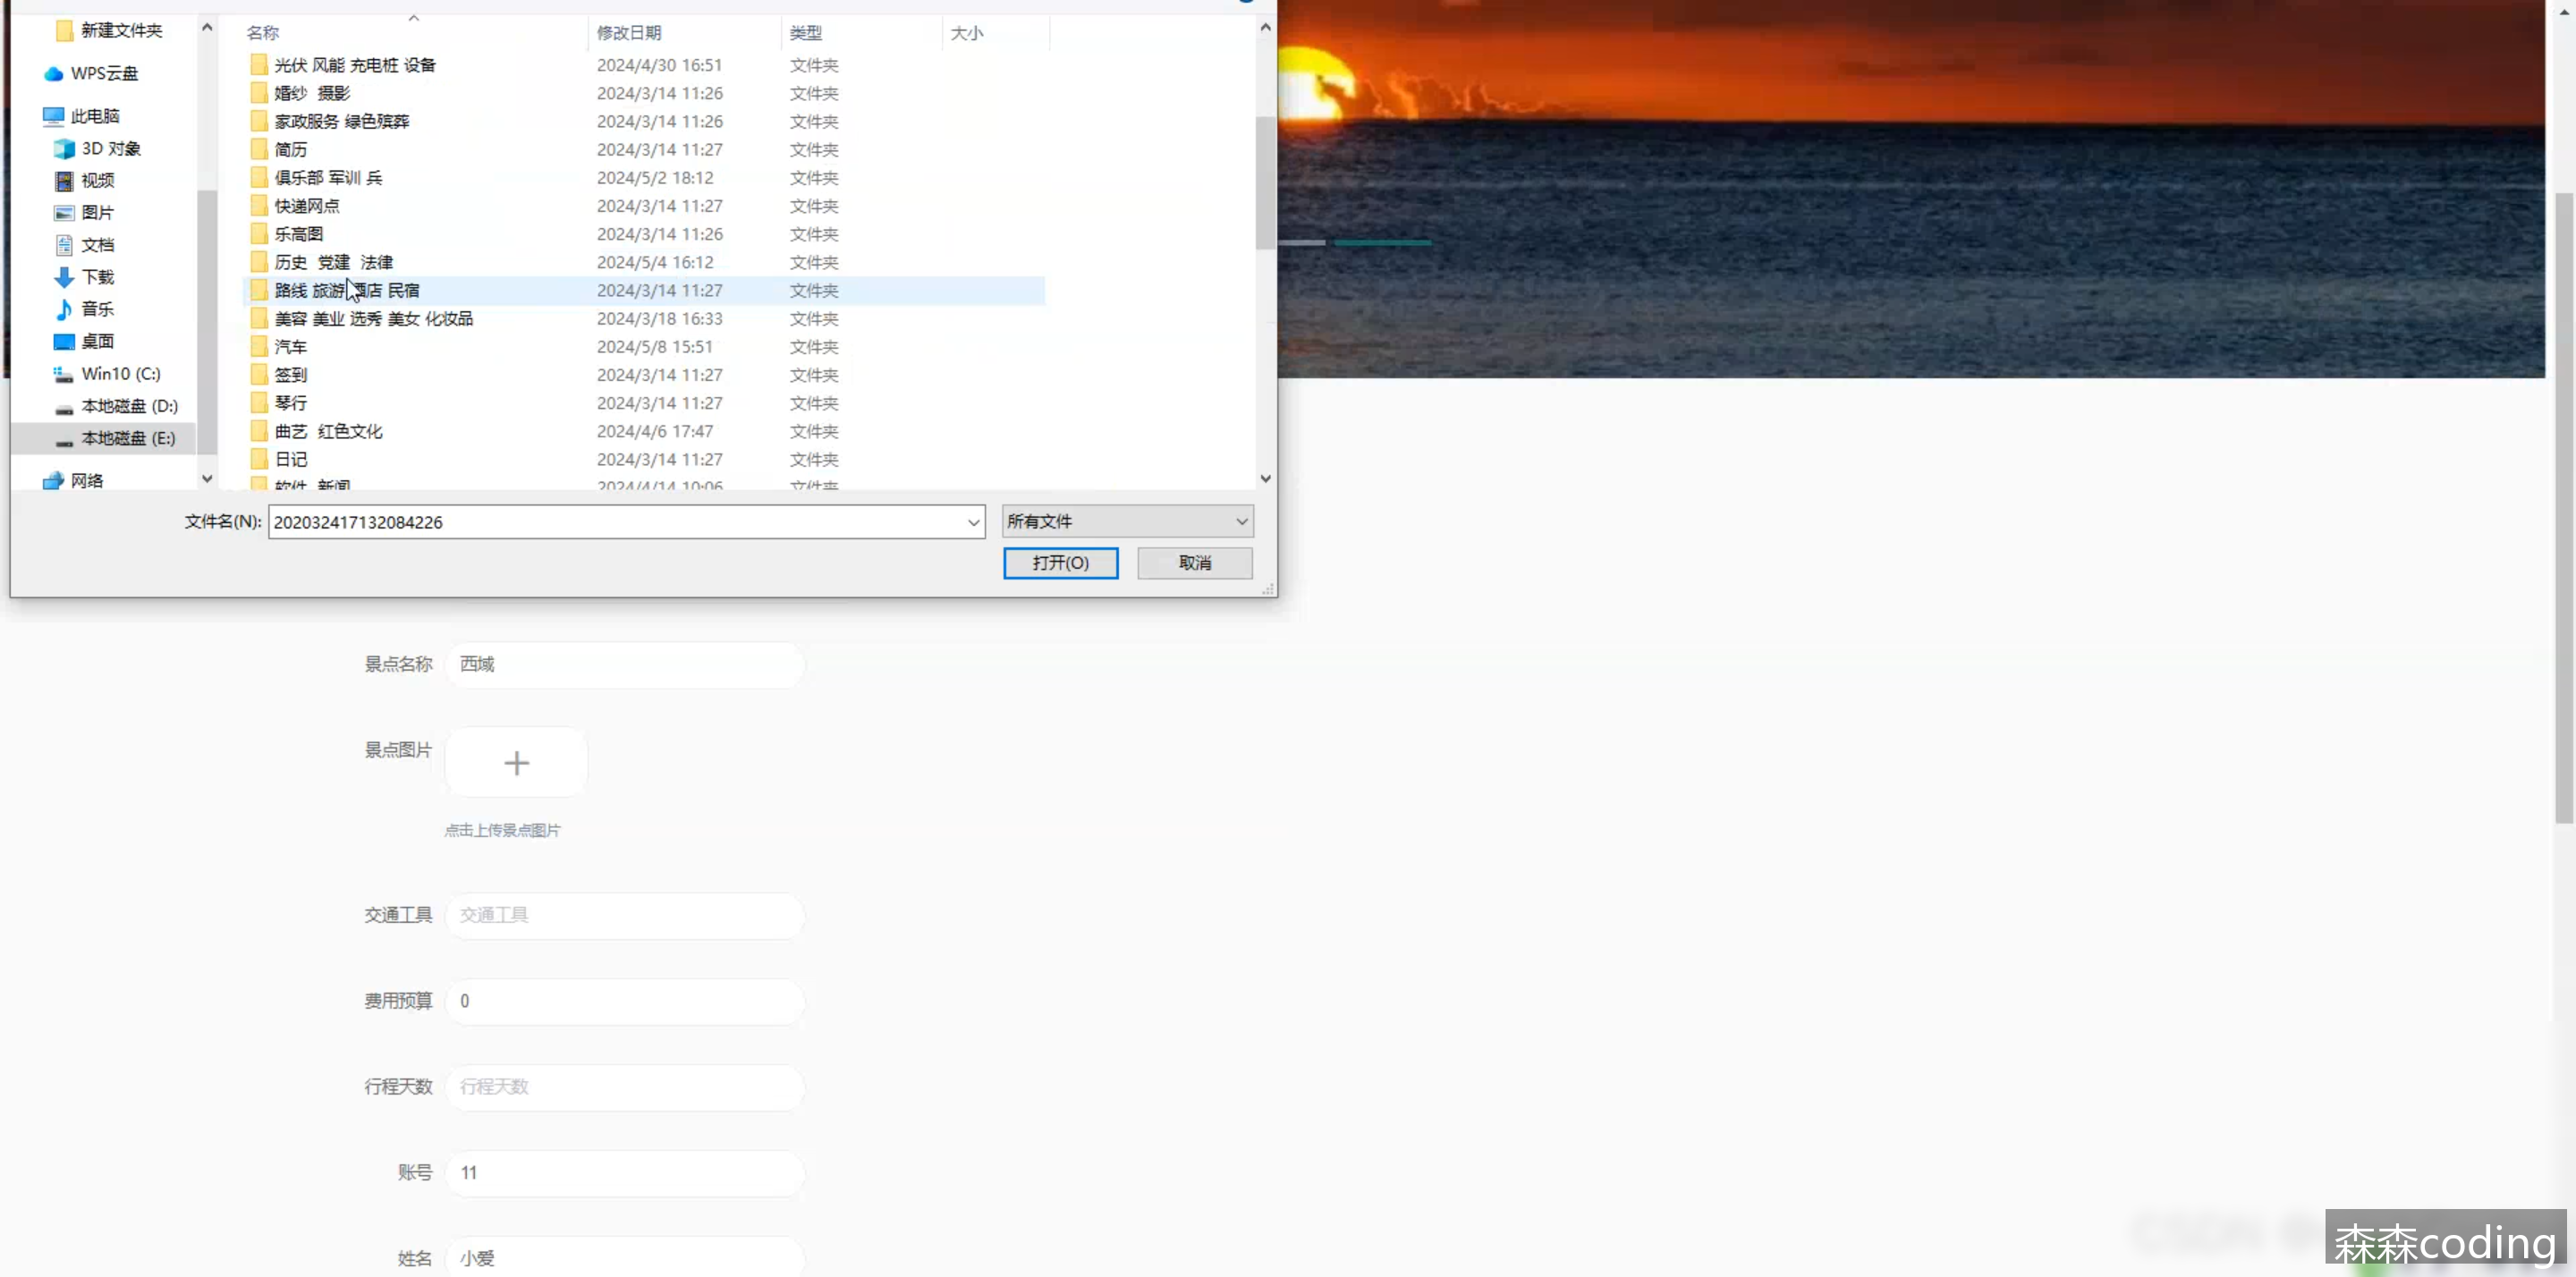 新建文件夹
WPS云盘
此电脑
3D 对象
视频
图片
文档
下载
音乐
桌面
Win10 (C:)
本地磁盘 (D:)
本地磁盘 (E:)
网络
名称 修改日期 类型 大小
光伏 风能 充电桩 设备 2024/4/30 16:51 文件夹
婚纱 摄影 2024/3/14 11:26 文件夹
家政服务 绿色殡葬 2024/3/14 11:26 文件夹
简历 2024/3/14 11:27 文件夹
俱乐部 军训 兵 2024/5/2 18:12 文件夹
快递网点 2024/3/14 11:27 文件夹
乐高图 2024/3/14 11:26 文件夹
历史 党建 法律 2024/5/4 16:12 文件夹
路线 旅游 酒店 民宿 2024/3/14 11:27 文件夹
美容 美业 选秀 美女 化妆品 2024/3/18 16:33 文件夹
汽车 2024/5/8 15:51 文件夹
签到 2024/3/14 11:27 文件夹
琴行 2024/3/14 11:27 文件夹
曲艺 红色文化 2024/4/6 17:47 文件夹
日记 2024/3/14 11:27 文件夹
软件 新闻 2024/4/14 10:06 文件夹
文件名(N): 202032417132084226 所有文件
打开(O) 取消
景点名称 西域
景点图片
点击上传景点图片
交通工具 交通工具
费用预算 0
行程天数 行程天数
账号 11
姓名 小爱
森森coding